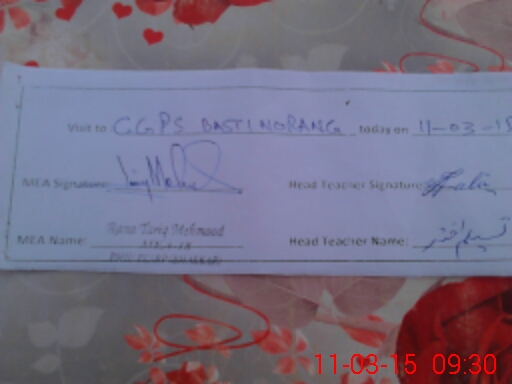 Visit to GGPS BASTI NORANG today on 11-03-15
MEA Signature: Head Teacher Signature:
MEA Name: Rana Tariq Mehmood Head Teacher Name: تسلیم اختر
11-03-15 09:30